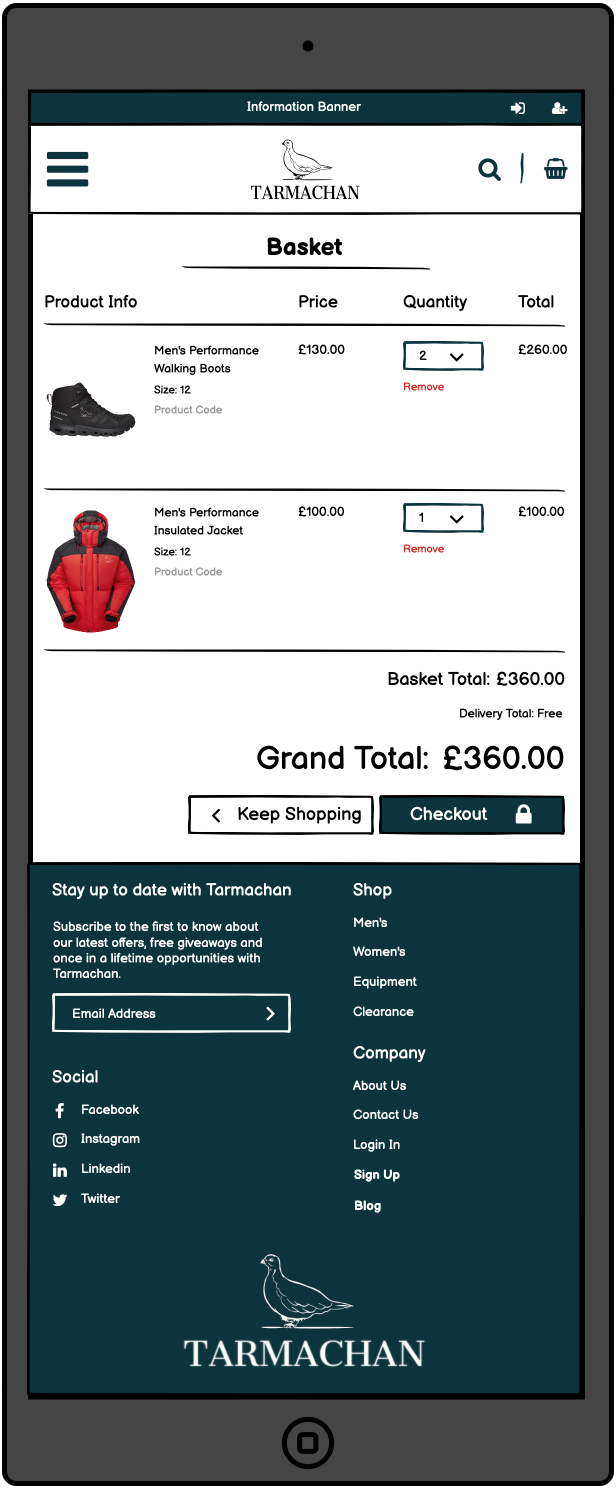 Information Banner
TARMACHAN
Basket
Product Info Price Quantity Total
Men's Performance £130.00 2 £260.00
Walking Boots
Remove
Size: 12
Product Code
Men's Performance £100.00 1 £100.00
Insulated Jacket
Remove
Size: 12
Product Code
Basket Total: £360.00
Delivery Total: Free
Grand Total: £360.00
Keep Shopping Checkout
Stay up to date with Tarmachan
Subscribe to the first to know about
our latest offers, free giveaways and
once in a lifetime opportunities with
Tarmachan.
Email Address
Social
Facebook
Instagram
Linkedin
Twitter
Shop
Men's
Women's
Equipment
Clearance
Company
About Us
Contact Us
Login In
Sign Up
Blog
TARMACHAN